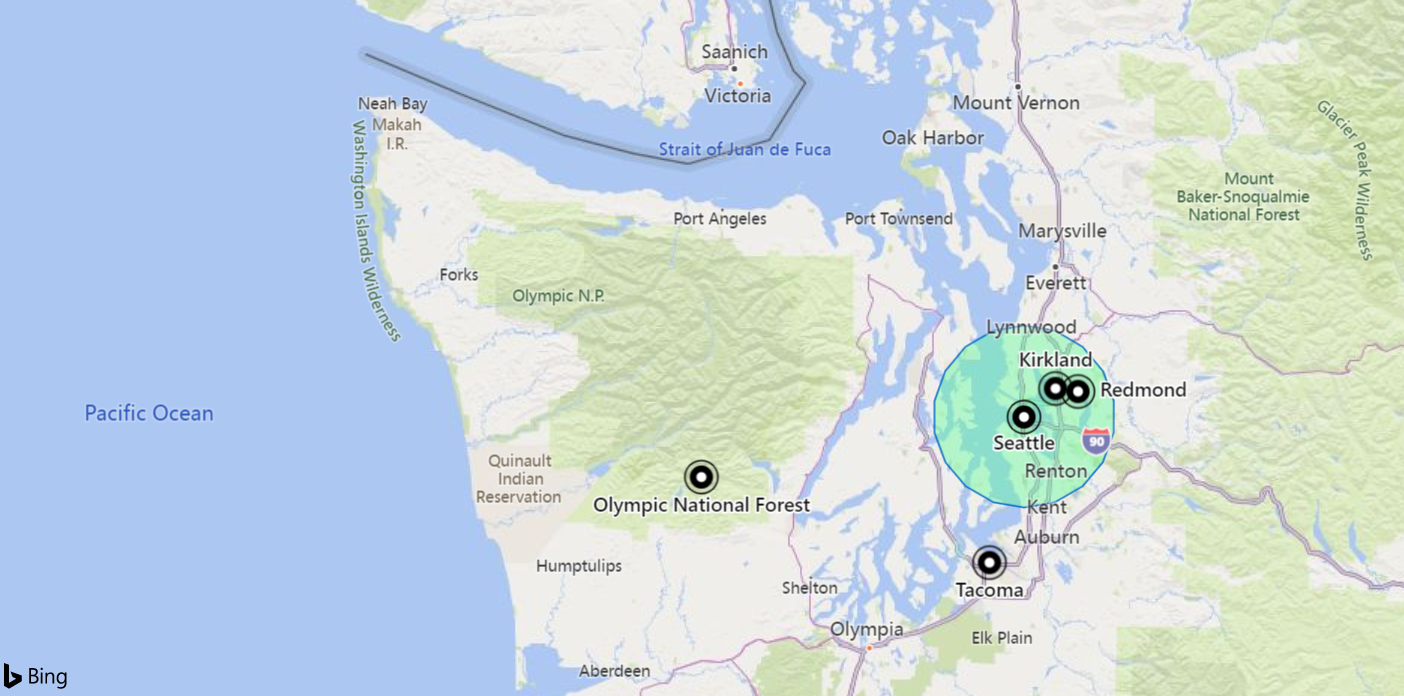 Saanich
Victoria
Mount Vernon
Neah Bay
Makah
I.R.
Oak Harbor
Strait of Juan de Fuca
Washington Islands Wilderness
Glacier Peak Wilderness
Mount
Baker-Snoqualmie
National Forest
Port Angeles
Port Townsend
Marysville
Forks
Everett
Olympic N.P.
Lynnwood
Kirkland
Redmond
Pacific Ocean
Seattle
90
Quinault
Indian
Reservation
Renton
Olympic National Forest
Kent
Auburn
Humptulips
Shelton
Tacoma
Olympia
Elk Plain
Aberdeen
Bing